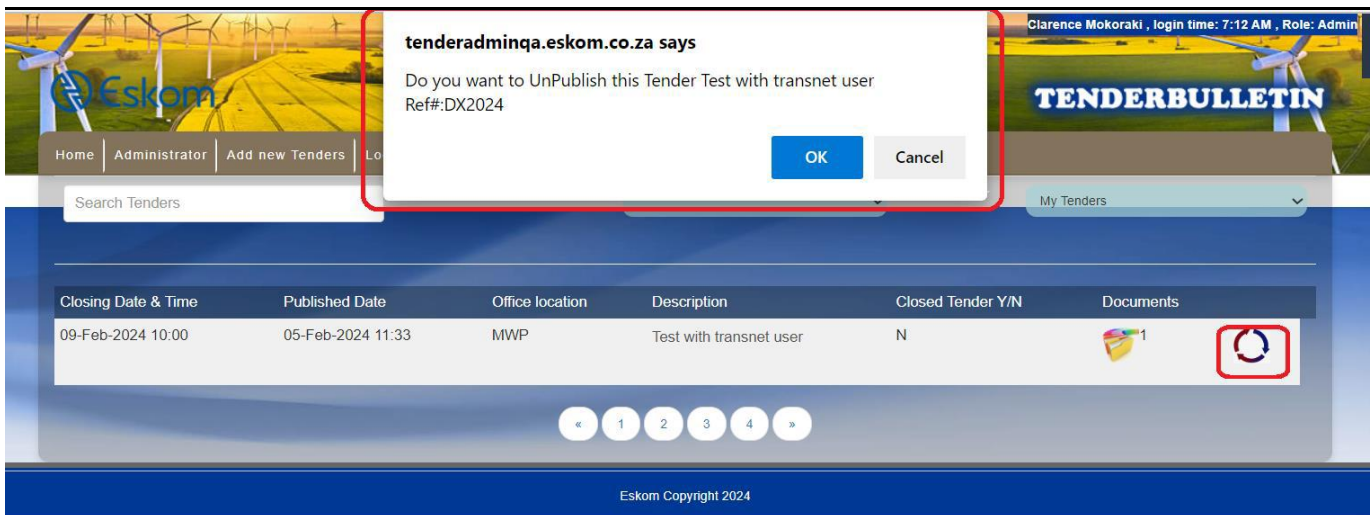 Clarence Mokoraki , login time: 7:12 AM , Role: Admin
Eskom
TENDERBULLETIN
tenderadminqa.eskom.co.za says
Do you want to UnPublish this Tender Test with transnet user
Ref#:DX2024
OK Cancel
Home Administrator Add new Tenders Lo
Search Tenders My Tenders
Closing Date & Time Published Date Office location Description Closed Tender Y/N Documents
09-Feb-2024 10:00 05-Feb-2024 11:33 MWP Test with transnet user N 1
« 1 2 3 4 »
Eskom Copyright 2024